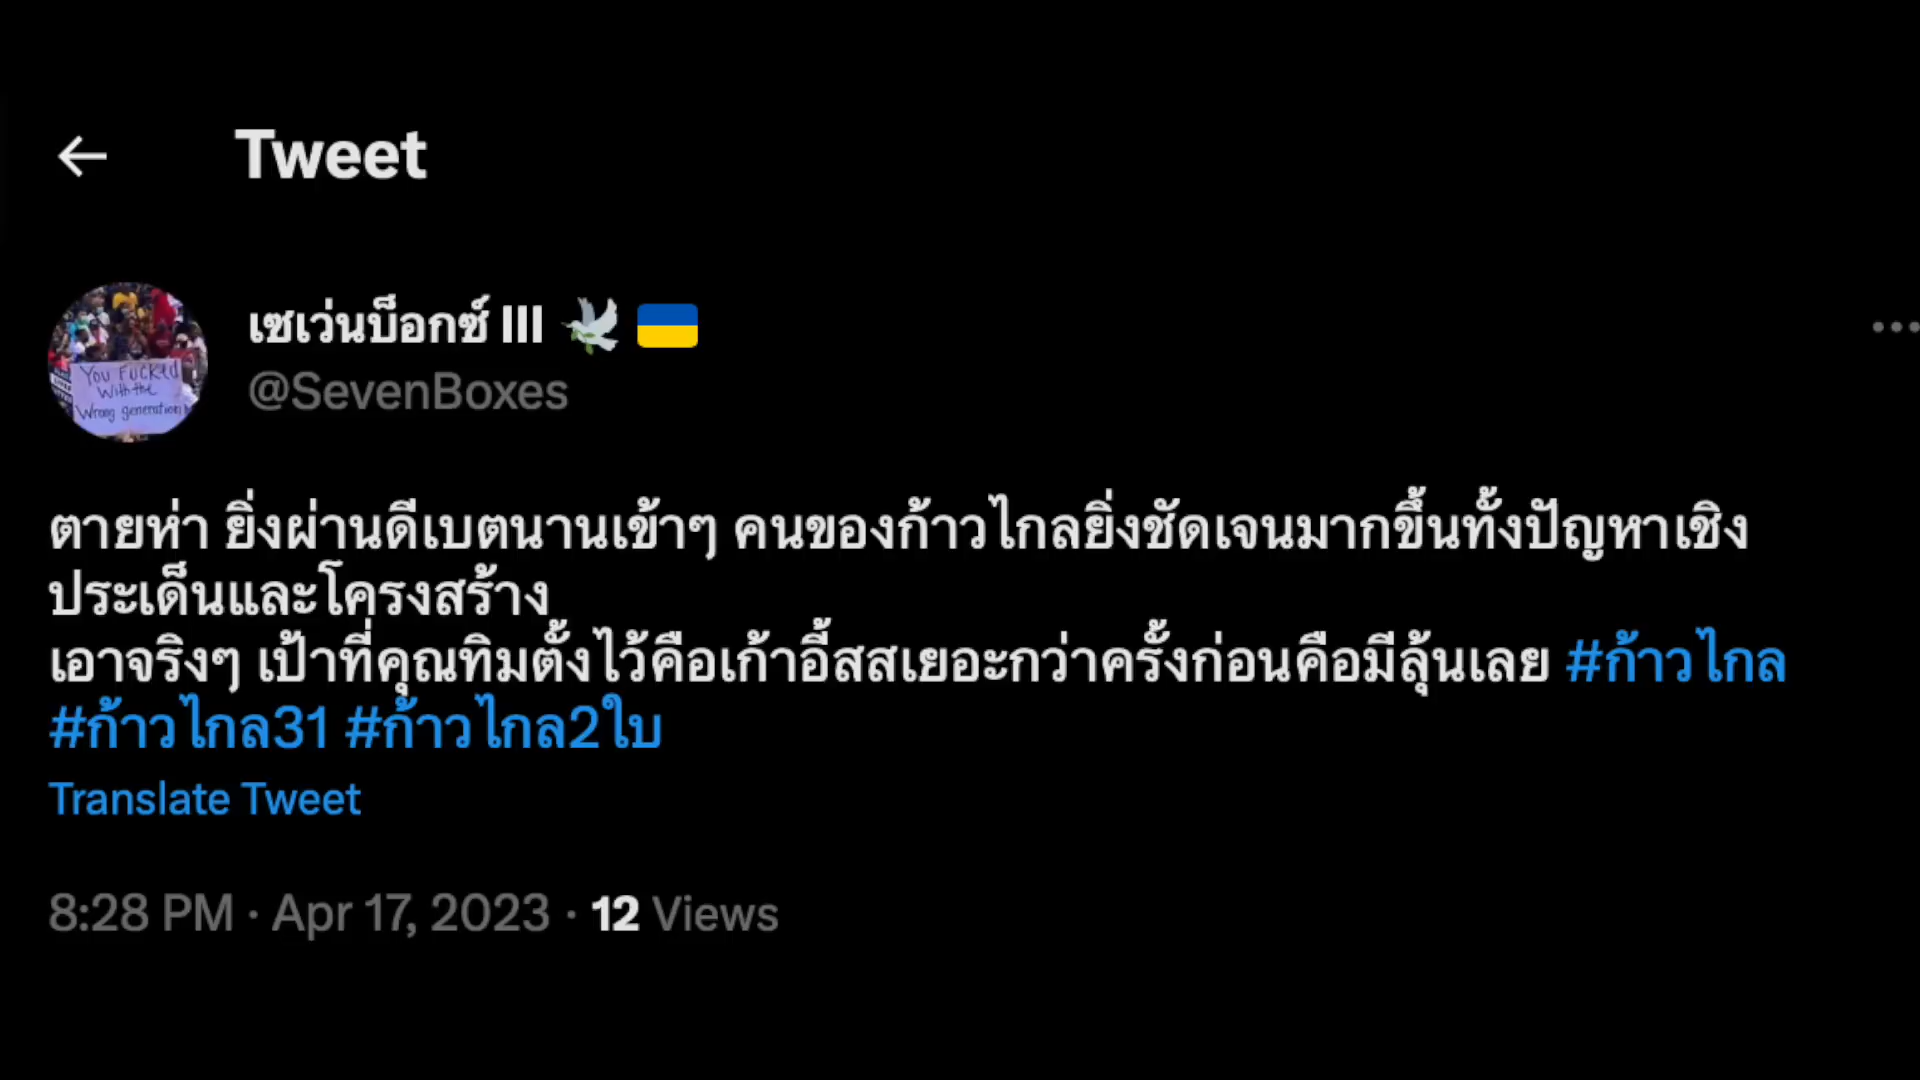 Tweet
เซเว่นบ็อกซ์ III 🕊️ 🇺🇦
@SevenBoxes
You FUCKEd
With the
Wrong generation
ตายห่า ยิ่งผ่านดีเบตนานเข้าๆ คนของก้าวไกลยิ่งชัดเจนมากขึ้นทั้งปัญหาเชิง
ประเด็นและโครงสร้าง
เอาจริงๆ เป้าที่คุณทิมตั้งไว้คือเก้าอี้สสเยอะกว่าครั้งก่อนคือมีลุ้นเลย #ก้าวไกล
#ก้าวไกล31 #ก้าวไกล2ใบ
Translate Tweet
8:28 PM · Apr 17, 2023 · 12 Views